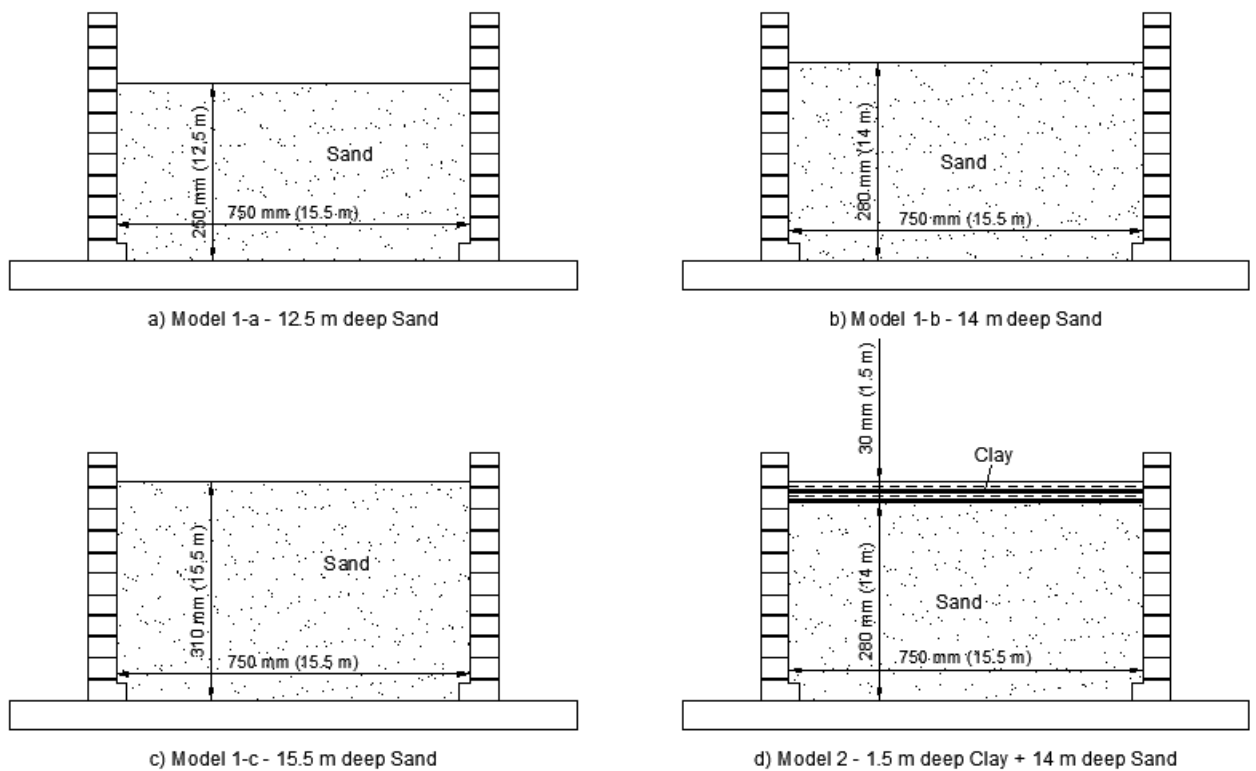 250 mm (12.5 m)
Sand
750 mm (15.5 m)
a) Model 1-a - 12.5 m deep Sand
280 mm (14 m)
Sand
750 mm (15.5 m)
b) Model 1-b - 14 m deep Sand
310 mm (15.5 m)
Sand
750 mm (15.5 m)
c) Model 1-c - 15.5 m deep Sand
30 mm (1.5 m)
Clay
280 mm (14 m)
Sand
750 mm (15.5 m)
d) Model 2 - 1.5 m deep Clay + 14 m deep Sand